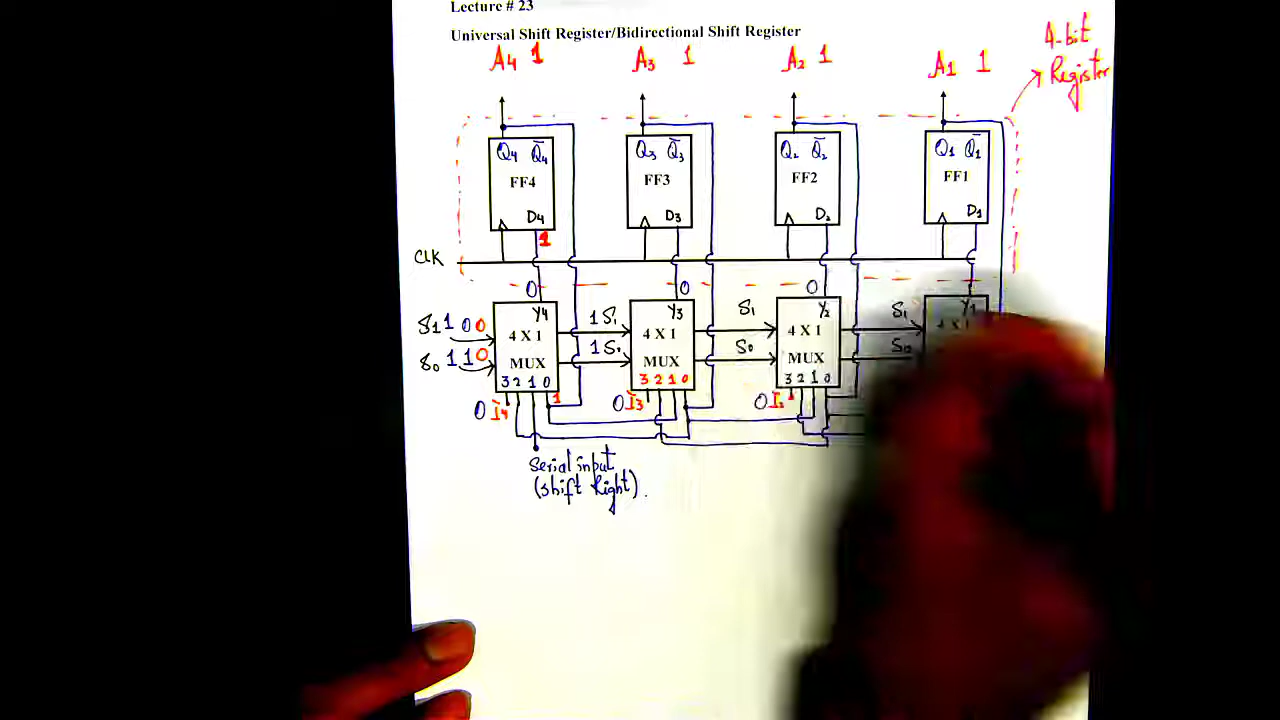 Lecture # 23
Universal Shift Register/Bidirectional Shift Register
4-bit
Register
A4 1 A3 1 A2 1 A1 1
Q4 Q̅4 Q3 Q̅3 Q2 Q̅2 Q1 Q̅1
FF4 FF3 FF2 FF1
D4 D3 D2 D1
1
CLK
0 0 0
Y4 Y3 Y2 Y1
S1 1 0 0 1 S1 S1 S1
4 X 1 4 X 1 4 X 1 4 X 1
S0 1 1 0 1 S0 S0 S0
MUX MUX MUX
3 2 1 0 3 2 1 0 3 2 1 0
0 I4 1 0 I3 0 I2
Serial input
(Shift Right).